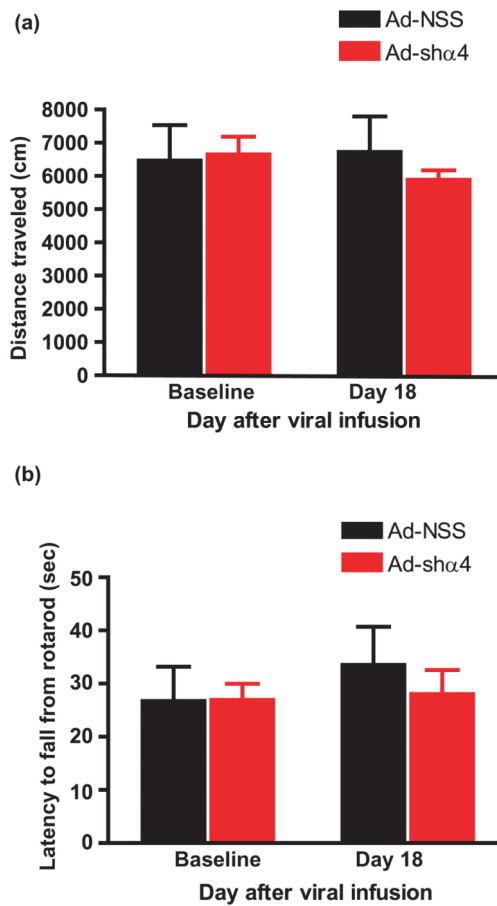 (a)
Ad-NSS
Ad-shα4
Distance traveled (cm)
8000
7000
6000
5000
4000
3000
2000
1000
0
Baseline Day 18
Day after viral infusion
(b)
Ad-NSS
Ad-shα4
Latency to fall from rotarod (sec)
50
40
30
20
10
0
Baseline Day 18
Day after viral infusion